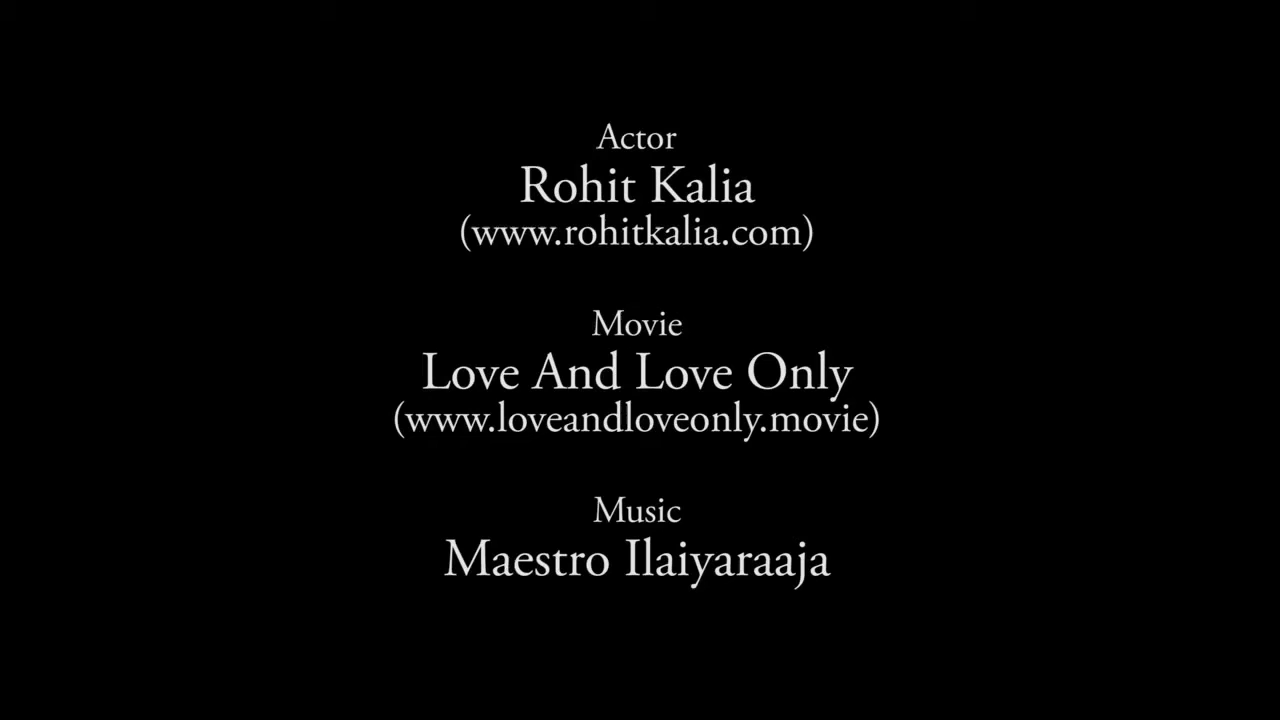 Actor
Rohit Kalia
(www.rohitkalia.com)
Movie
Love And Love Only
(www.loveandloveonly.movie)
Music
Maestro Ilaiyaraaja